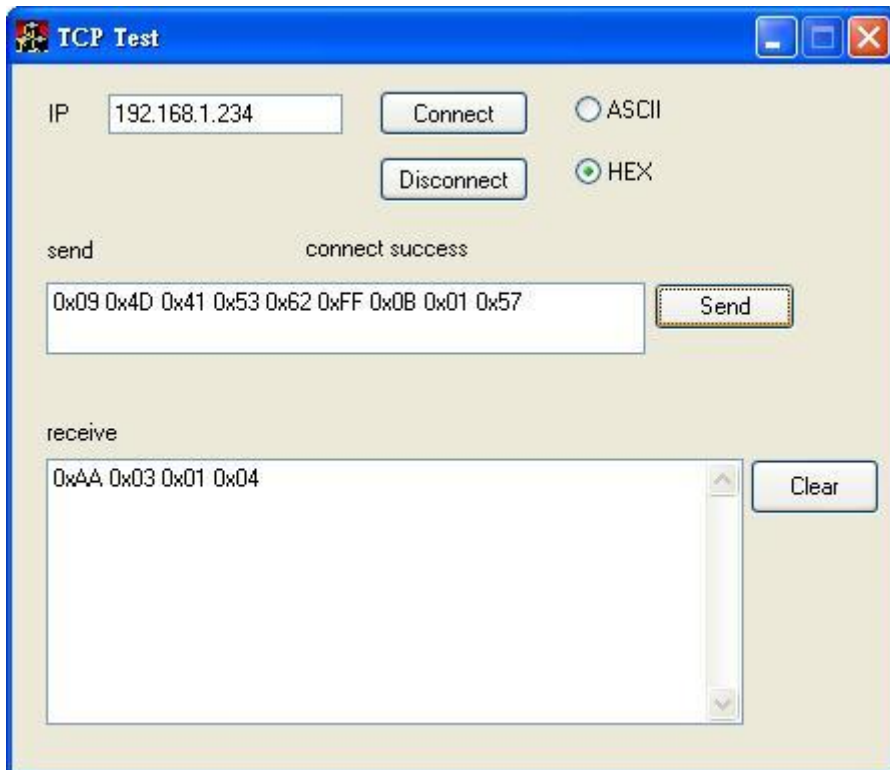 TCP Test
IP 192.168.1.234 Connect ASCII
Disconnect HEX
send connect success
0x09 0x4D 0x41 0x53 0x62 0xFF 0x0B 0x01 0x57 Send
receive
0xAA 0x03 0x01 0x04 Clear